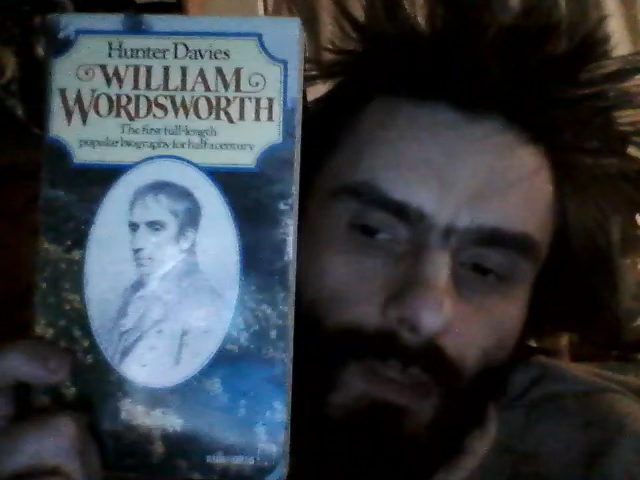 Hunter Davies
WILLIAM
WORDSWORTH
The first full-length
popular biography for half a century